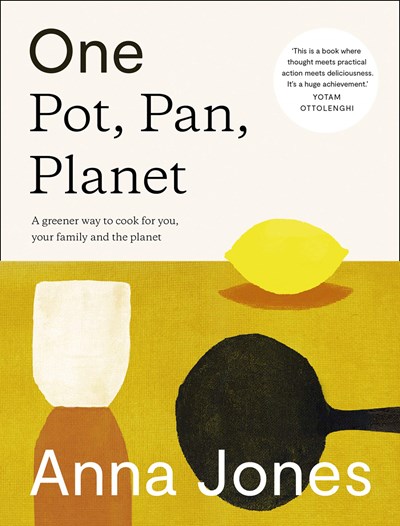 One
Pot, Pan,
Planet
A greener way to cook for you,
your family and the planet
‘This is a book where
thought meets practical
action meets deliciousness.
It’s a huge achievement.’
YOTAM
OTTOLENGHI
Anna Jones